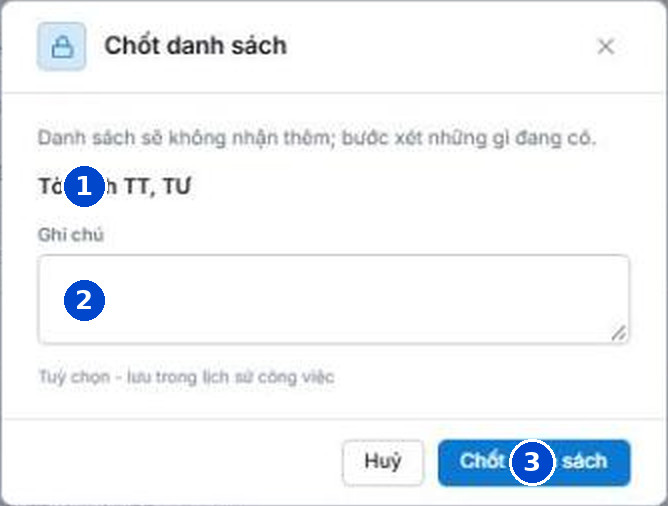 Chốt danh sách
Danh sách sẽ không nhận thêm; bước xét những gì đang có.
1
TT, TƯ
Ghi chú
2
Tuỳ chọn - lưu trong lịch sử công việc
Huỷ
Chốt 3 sách